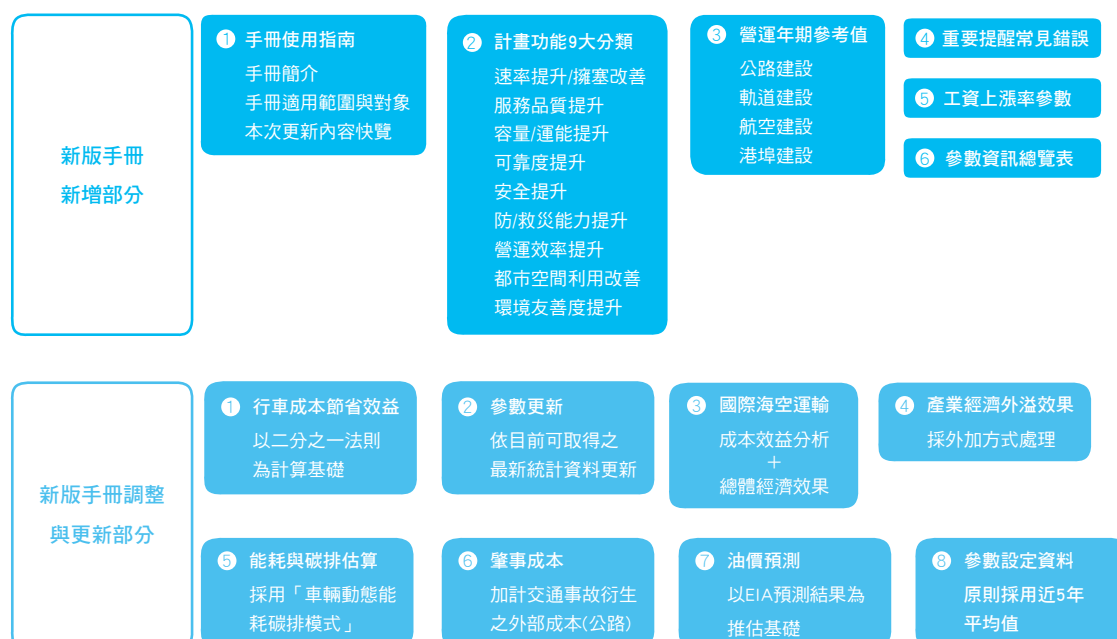 新版手冊
新增部分
① 手冊使用指南
手冊簡介
手冊適用範圍與對象
本次更新內容快覽
② 計畫功能9大分類
速率提升/擁塞改善
服務品質提升
容量/運能提升
可靠度提升
安全提升
防/救災能力提升
營運效率提升
都市空間利用改善
環境友善度提升
③ 營運年期參考值
公路建設
軌道建設
航空建設
港埠建設
④ 重要提醒常見錯誤
⑤ 工資上漲率參數
⑥ 參數資訊總覽表
新版手冊調整
與更新部分
① 行車成本節省效益
以二分之一法則
為計算基礎
② 參數更新
依目前可取得之
最新統計資料更新
③ 國際海空運輸
成本效益分析
+
總體經濟效果
④ 產業經濟外溢效果
採外加方式處理
⑤ 能耗與碳排估算
採用「車輛動態能
耗碳排模式」
⑥ 肇事成本
加計交通事故衍生
之外部成本(公路)
⑦ 油價預測
以EIA預測結果為
推估基礎
⑧ 參數設定資料
原則採用近5年
平均值